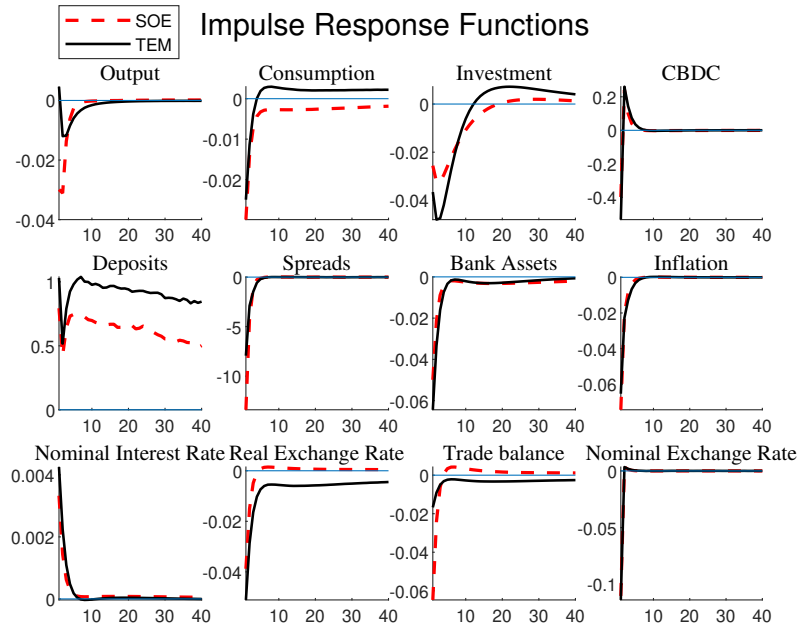 SOE
TEM
Impulse Response Functions
Output
Consumption
Investment
CBDC
0
-0.02
-0.04
10 20 30 40
0
-0.01
-0.02
10 20 30 40
0
-0.02
-0.04
10 20 30 40
0.2
0
-0.2
-0.4
10 20 30 40
Deposits
Spreads
Bank Assets
Inflation
1
0.5
0
10 20 30 40
0
-5
-10
10 20 30 40
0
-0.02
-0.04
-0.06
10 20 30 40
0
-0.02
-0.04
-0.06
10 20 30 40
Nominal Interest Rate
Real Exchange Rate
Trade balance
Nominal Exchange Rate
0.004
0.002
0
10 20 30 40
0
-0.02
-0.04
10 20 30 40
0
-0.02
-0.04
-0.06
10 20 30 40
0
-0.05
-0.1
10 20 30 40